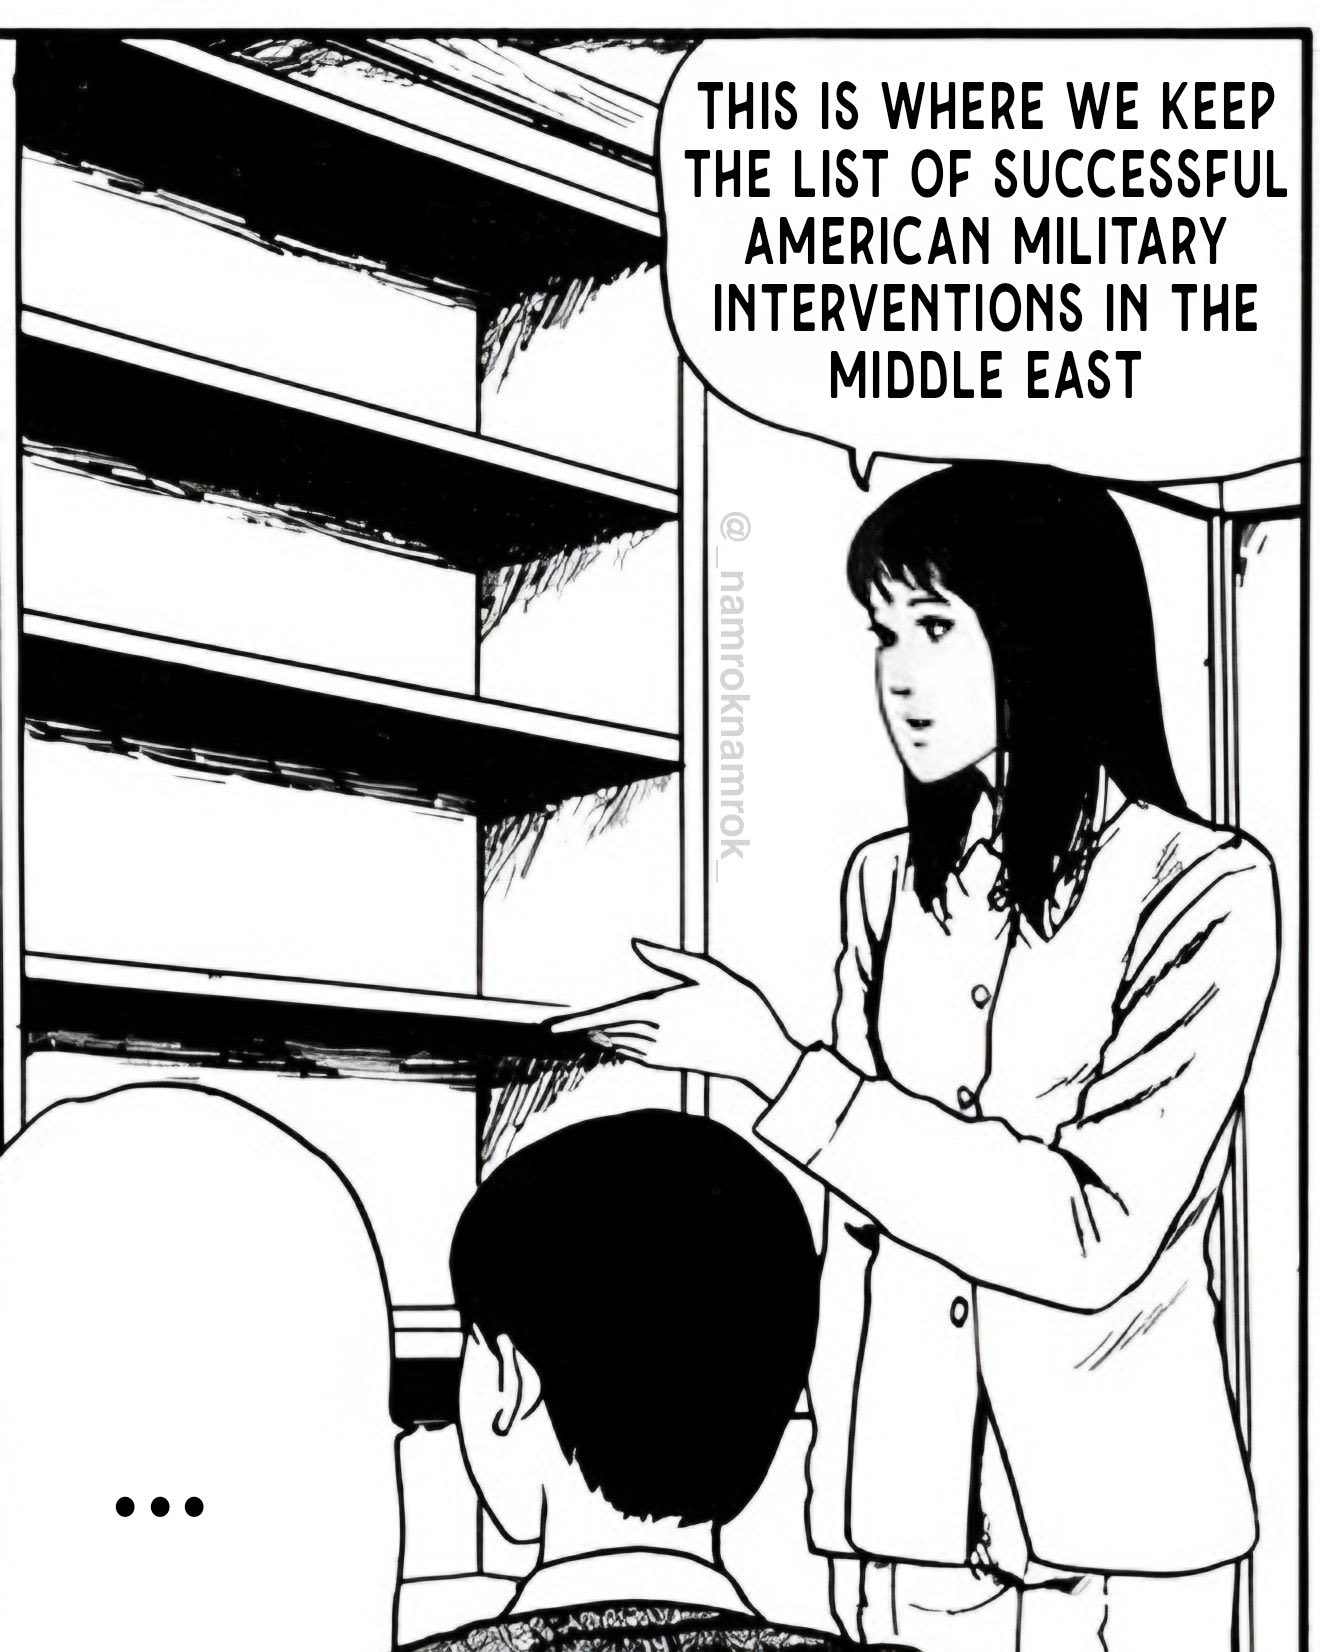 THIS IS WHERE WE KEEP
THE LIST OF SUCCESSFUL
AMERICAN MILITARY
INTERVENTIONS IN THE
MIDDLE EAST
@_namroknamrok_
...